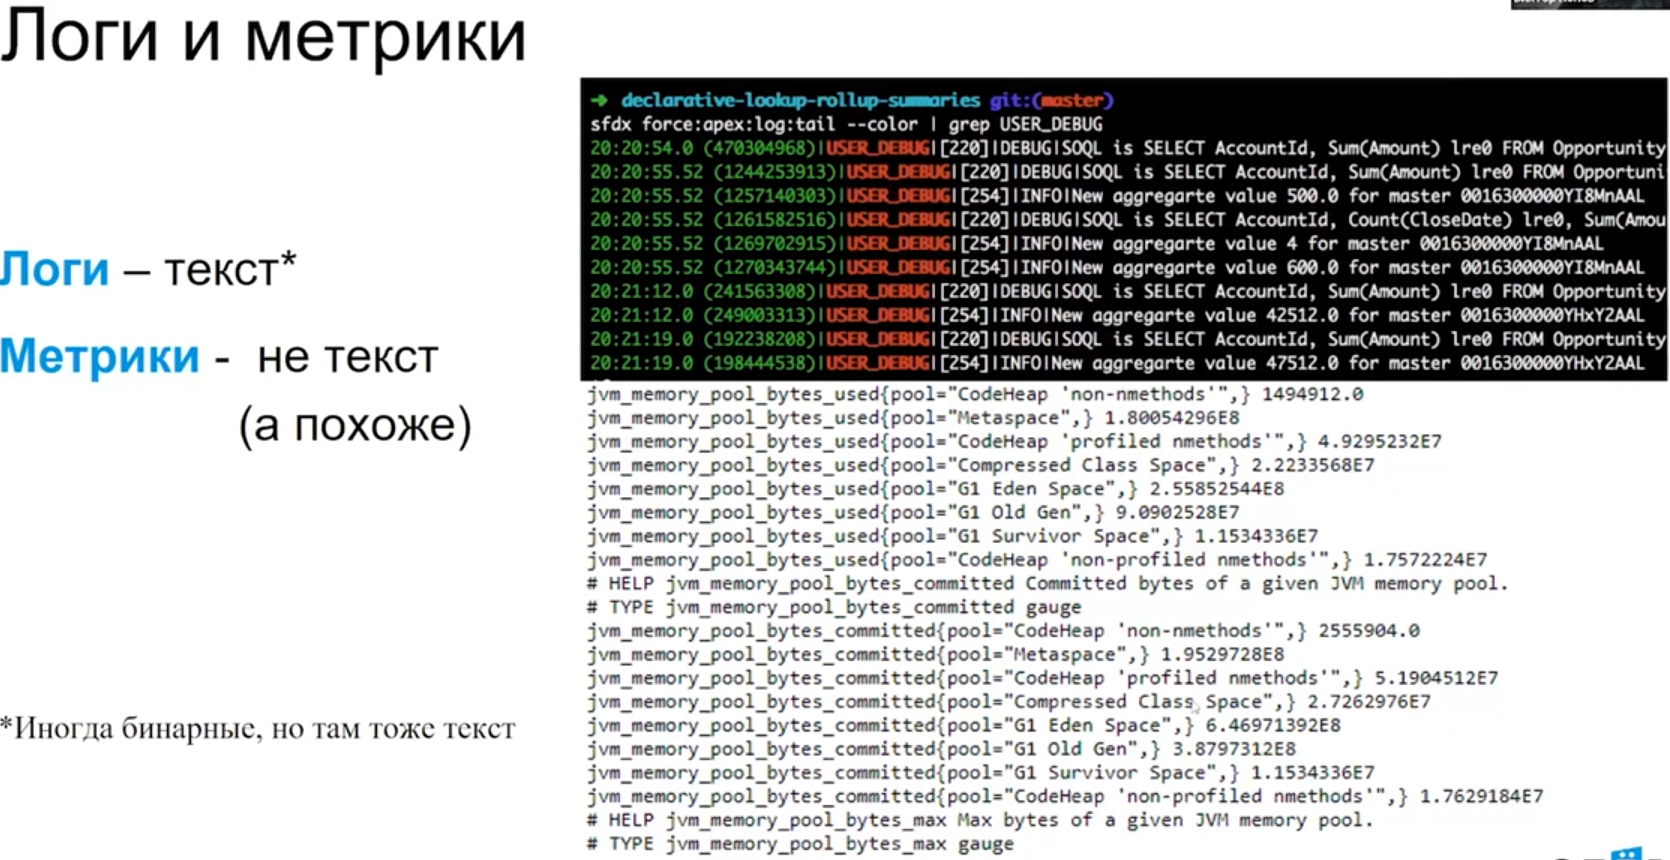 Логи и метрики
➜ declarative-lookup-rollup-summaries git:(master)
sfdx force:apex:log:tail --color | grep USER_DEBUG
20:20:54.0 (470304968)|USER_DEBUG|[220]|DEBUG|SOQL is SELECT AccountId, Sum(Amount) lre0 FROM Opportunity
20:20:55.52 (1244253913)|USER_DEBUG|[220]|DEBUG|SOQL is SELECT AccountId, Sum(Amount) lre0 FROM Opportuni
20:20:55.52 (1257140303)|USER_DEBUG|[254]|INFO|New aggregarte value 500.0 for master 0016300000YI8MnAAL
20:20:55.52 (1261582516)|USER_DEBUG|[220]|DEBUG|SOQL is SELECT AccountId, Count(CloseDate) lre0, Sum(Amou
20:20:55.52 (1269702915)|USER_DEBUG|[254]|INFO|New aggregarte value 4 for master 0016300000YI8MnAAL
20:20:55.52 (1270343744)|USER_DEBUG|[254]|INFO|New aggregarte value 600.0 for master 0016300000YI8MnAAL
20:21:12.0 (241563308)|USER_DEBUG|[220]|DEBUG|SOQL is SELECT AccountId, Sum(Amount) lre0 FROM Opportunity
20:21:12.0 (249003313)|USER_DEBUG|[254]|INFO|New aggregarte value 42512.0 for master 0016300000YHxY2AAL
20:21:19.0 (192238208)|USER_DEBUG|[220]|DEBUG|SOQL is SELECT AccountId, Sum(Amount) lre0 FROM Opportunity
20:21:19.0 (198444538)|USER_DEBUG|[254]|INFO|New aggregarte value 47512.0 for master 0016300000YHxY2AAL
Логи – текст*
Метрики - не текст
(а похоже)
jvm_memory_pool_bytes_used{pool="CodeHeap 'non-nmethods'",} 1494912.0
jvm_memory_pool_bytes_used{pool="Metaspace",} 1.80054296E8
jvm_memory_pool_bytes_used{pool="CodeHeap 'profiled nmethods'",} 4.9295232E7
jvm_memory_pool_bytes_used{pool="Compressed Class Space",} 2.2233568E7
jvm_memory_pool_bytes_used{pool="G1 Eden Space",} 2.55852544E8
jvm_memory_pool_bytes_used{pool="G1 Old Gen",} 9.0902528E7
jvm_memory_pool_bytes_used{pool="G1 Survivor Space",} 1.1534336E7
jvm_memory_pool_bytes_used{pool="CodeHeap 'non-profiled nmethods'",} 1.7572224E7
# HELP jvm_memory_pool_bytes_committed Committed bytes of a given JVM memory pool.
# TYPE jvm_memory_pool_bytes_committed gauge
jvm_memory_pool_bytes_committed{pool="CodeHeap 'non-nmethods'",} 2555904.0
jvm_memory_pool_bytes_committed{pool="Metaspace",} 1.9529728E8
jvm_memory_pool_bytes_committed{pool="CodeHeap 'profiled nmethods'",} 5.1904512E7
jvm_memory_pool_bytes_committed{pool="Compressed Class Space",} 2.7262976E7
jvm_memory_pool_bytes_committed{pool="G1 Eden Space",} 6.46971392E8
jvm_memory_pool_bytes_committed{pool="G1 Old Gen",} 3.8797312E8
jvm_memory_pool_bytes_committed{pool="G1 Survivor Space",} 1.1534336E7
jvm_memory_pool_bytes_committed{pool="CodeHeap 'non-profiled nmethods'",} 1.7629184E7
# HELP jvm_memory_pool_bytes_max Max bytes of a given JVM memory pool.
# TYPE jvm_memory_pool_bytes_max gauge
*Иногда бинарные, но там тоже текст